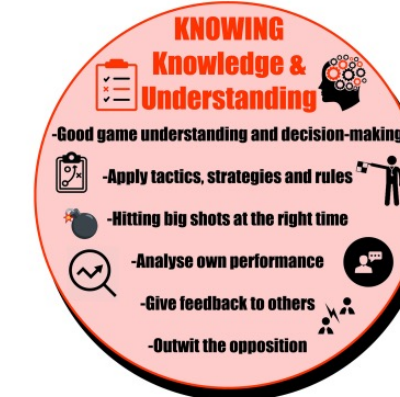 KNOWING
Knowledge &
Understanding
-Good game understanding and decision-making
-Apply tactics, strategies and rules
-Hitting big shots at the right time
-Analyse own performance
-Give feedback to others
-Outwit the opposition